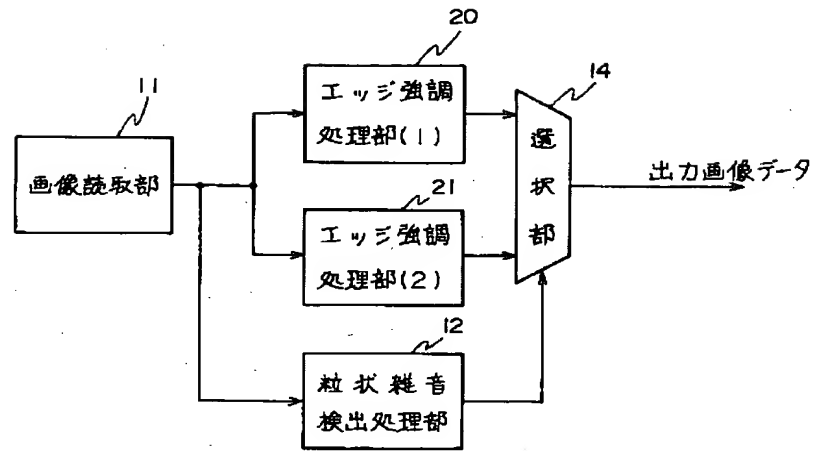 20
エッジ強調
処理部(1)
14
11
画像読取部
選
択
部
出力画像データ
21
エッジ強調
処理部(2)
12
粒状雑音
検出処理部